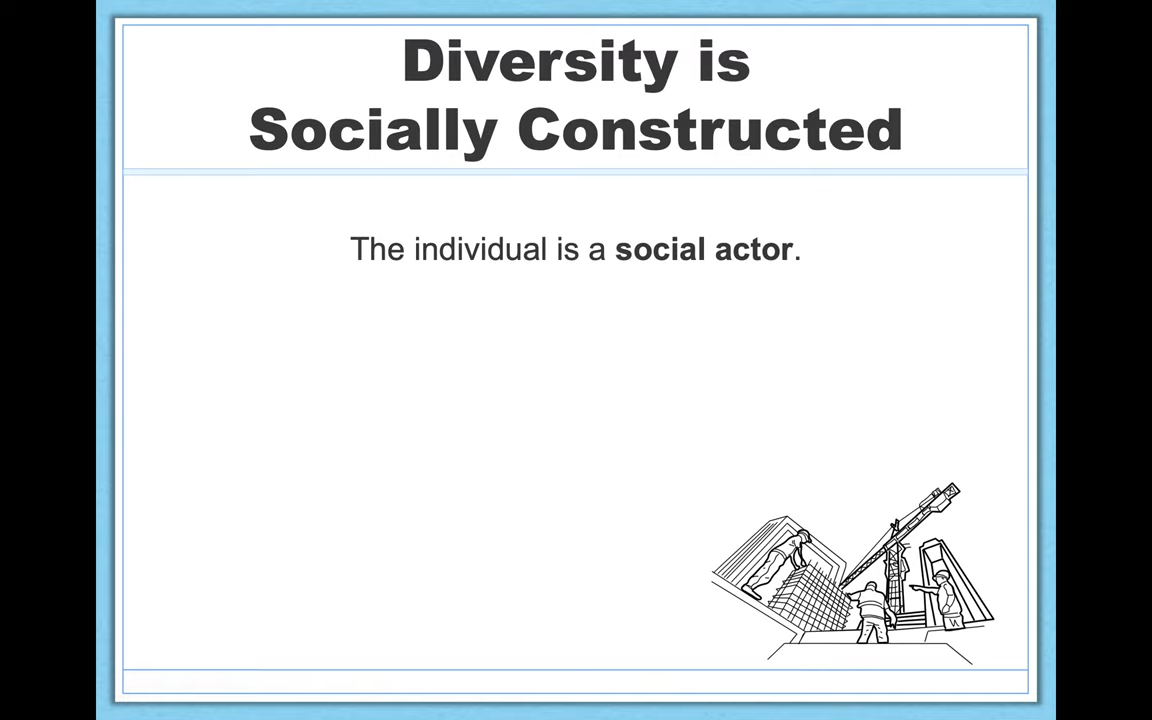 Diversity is
Socially Constructed
The individual is a social actor.